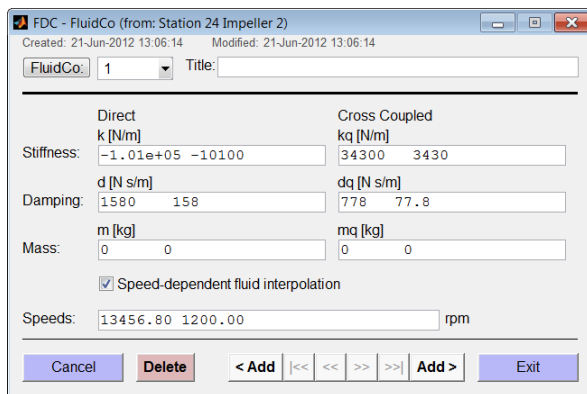 FDC - FluidCo (from: Station 24 Impeller 2)
Created: 21-Jun-2012 13:06:14 Modified: 21-Jun-2012 13:06:14
FluidCo: 1 Title:
Direct Cross Coupled
k [N/m] kq [N/m]
Stiffness: -1.01e+05 -10100 34300 3430
d [N s/m] dq [N s/m]
Damping: 1580 158 778 77.8
m [kg] mq [kg]
Mass: 0 0 0 0
Speed-dependent fluid interpolation
Speeds: 13456.80 1200.00 rpm
Cancel Delete < Add |<< << >> >>| Add > Exit